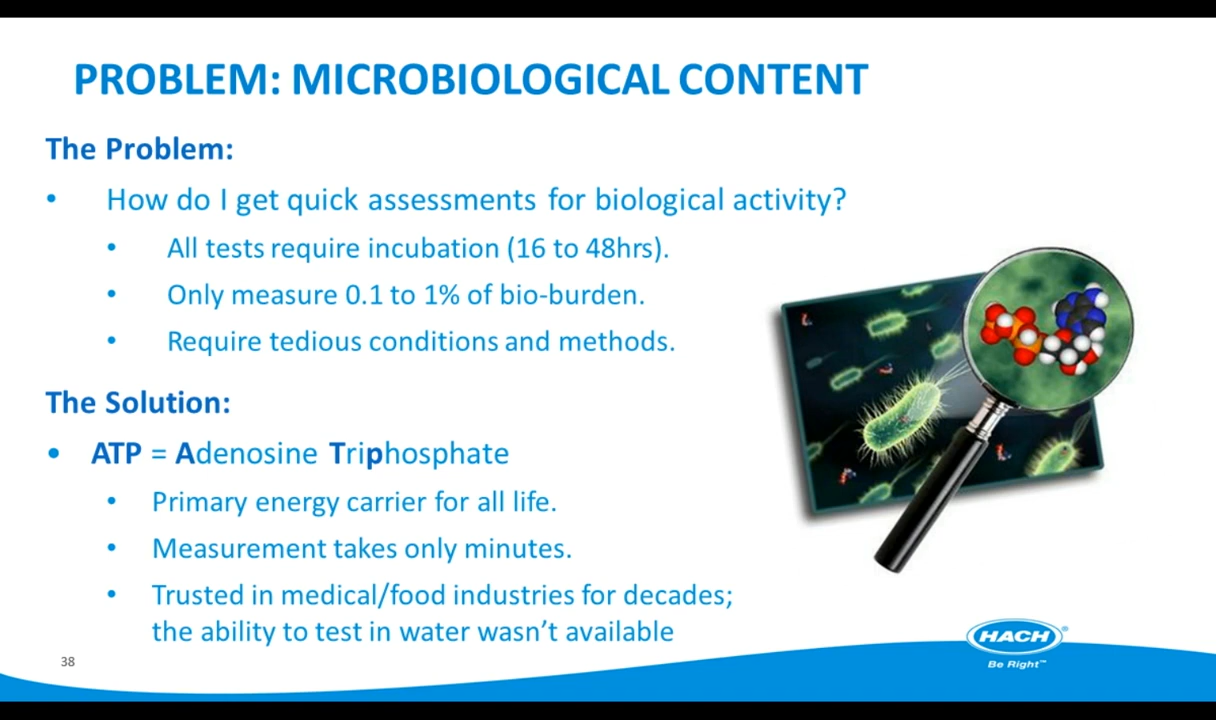 PROBLEM: MICROBIOLOGICAL CONTENT
The Problem:
• How do I get quick assessments for biological activity?
• All tests require incubation (16 to 48hrs).
• Only measure 0.1 to 1% of bio-burden.
• Require tedious conditions and methods.
The Solution:
• ATP = Adenosine Triphosphate
• Primary energy carrier for all life.
• Measurement takes only minutes.
• Trusted in medical/food industries for decades;
the ability to test in water wasn't available
38
HACH®
Be Right™